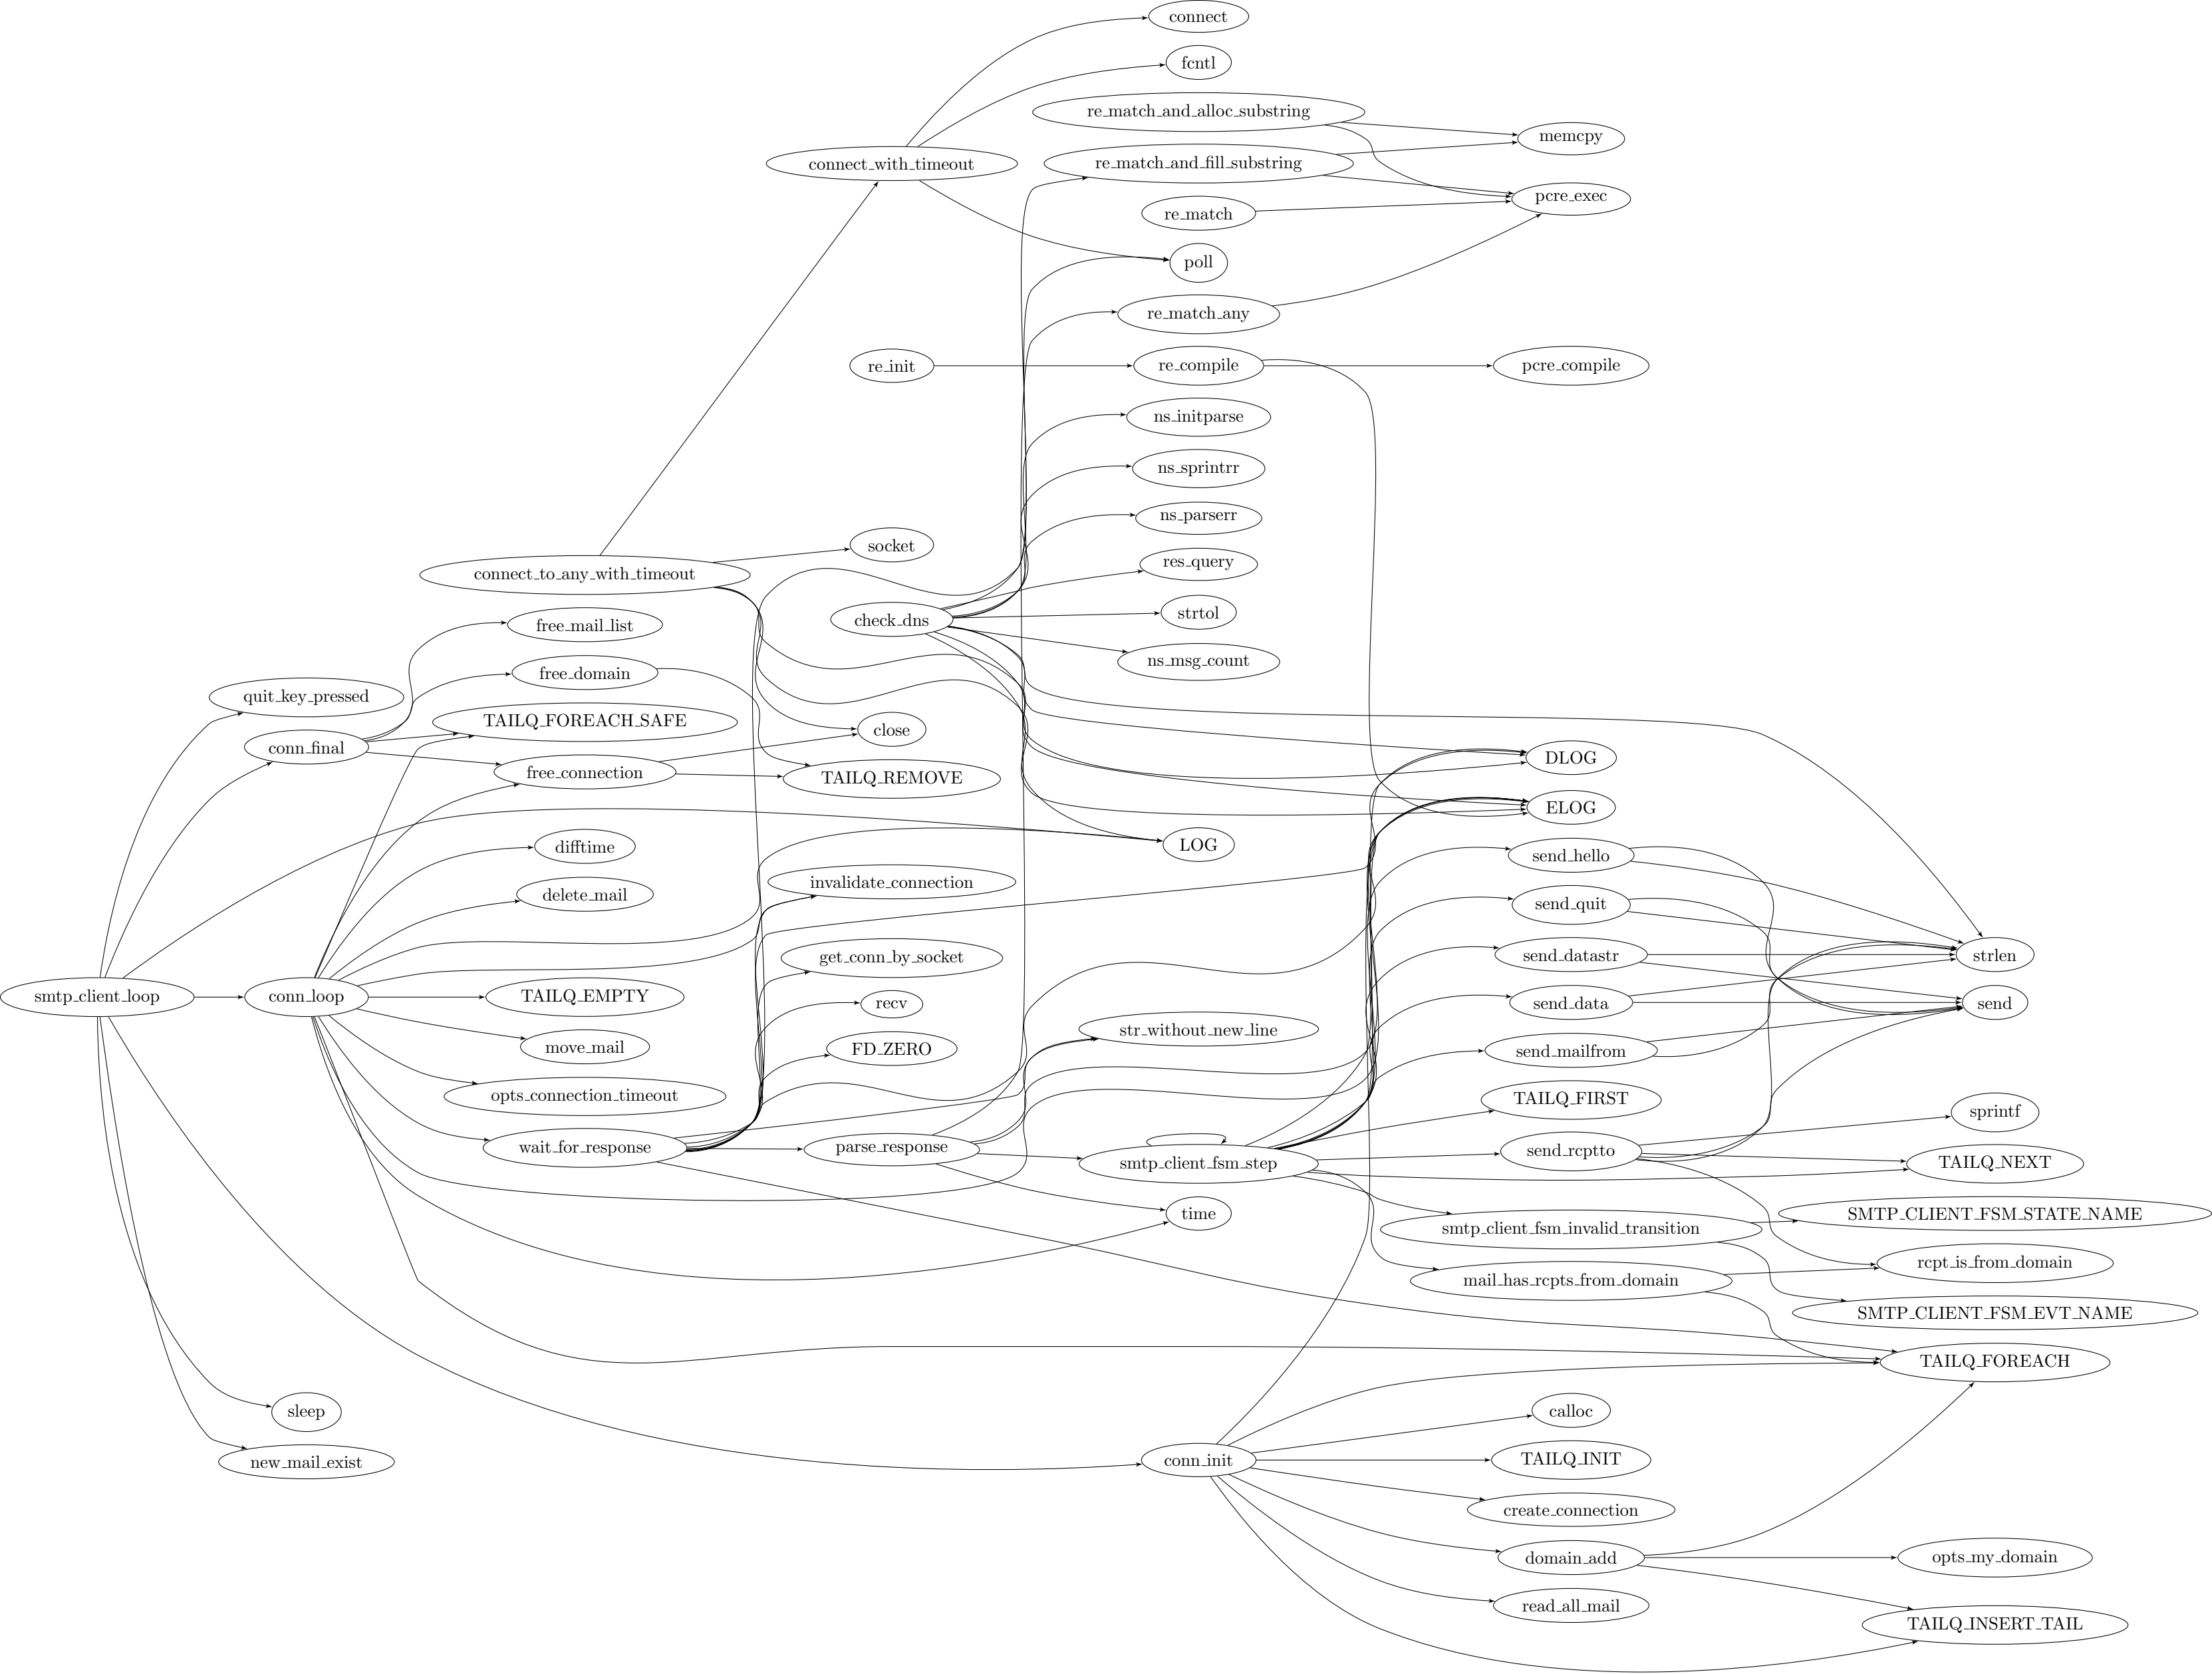 connect
fcntl
re_match_and_alloc_substring
memcpy
connect_with_timeout
re_match_and_fill_substring
pcre_exec
re_match
poll
re_match_any
re_init
re_compile
pcre_compile
ns_initparse
ns_sprintrr
ns_parserr
socket
res_query
connect_to_any_with_timeout
strtol
check_dns
free_mail_list
ns_msg_count
free_domain
quit_key_pressed
TAILQ_FOREACH_SAFE
close
conn_final
DLOG
free_connection
TAILQ_REMOVE
ELOG
difftime
LOG
send_hello
invalidate_connection
delete_mail
send_quit
get_conn_by_socket
send_datastr
strlen
smtp_client_loop
conn_loop
TAILQ_EMPTY
recv
send_data
send
str_without_new_line
move_mail
FD_ZERO
send_mailfrom
opts_connection_timeout
TAILQ_FIRST
sprintf
wait_for_response
parse_response
send_rcptto
smtp_client_fsm_step
TAILQ_NEXT
time
SMTP_CLIENT_FSM_STATE_NAME
smtp_client_fsm_invalid_transition
rcpt_is_from_domain
mail_has_rcpts_from_domain
SMTP_CLIENT_FSM_EVT_NAME
TAILQ_FOREACH
sleep
calloc
new_mail_exist
conn_init
TAILQ_INIT
create_connection
domain_add
opts_my_domain
read_all_mail
TAILQ_INSERT_TAIL